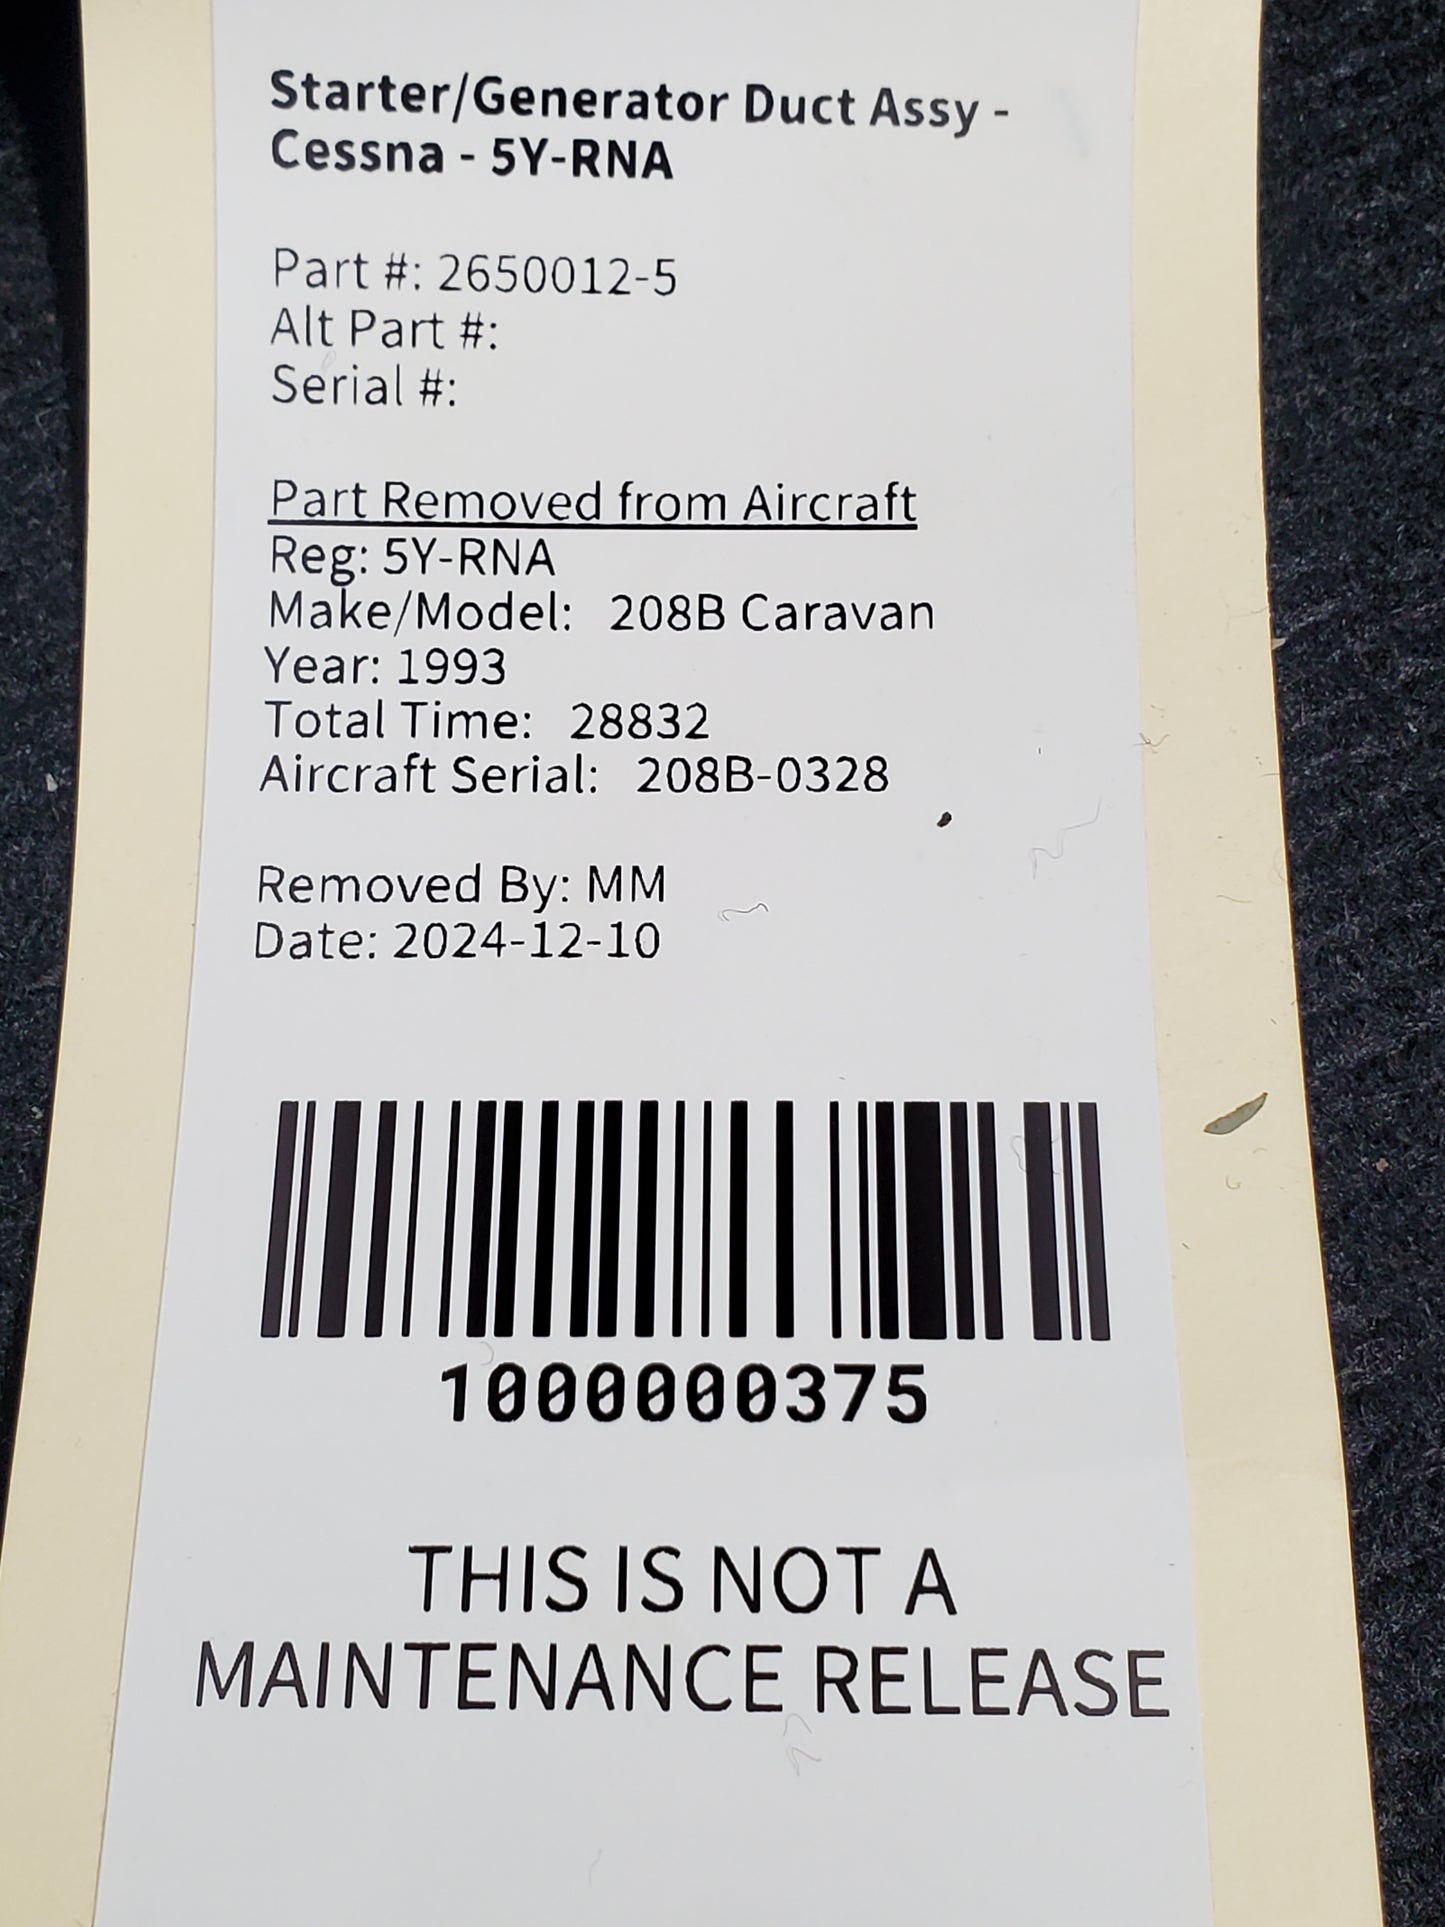 Starter/Generator Duct Assy -
Cessna - 5Y-RNA
Part #: 2650012-5
Alt Part #:
Serial #:
Part Removed from Aircraft
Reg: 5Y-RNA
Make/Model: 208B Caravan
Year: 1993
Total Time: 28832
Aircraft Serial: 208B-0328
Removed By: MM
Date: 2024-12-10
1000000375
THIS IS NOT A
MAINTENANCE RELEASE